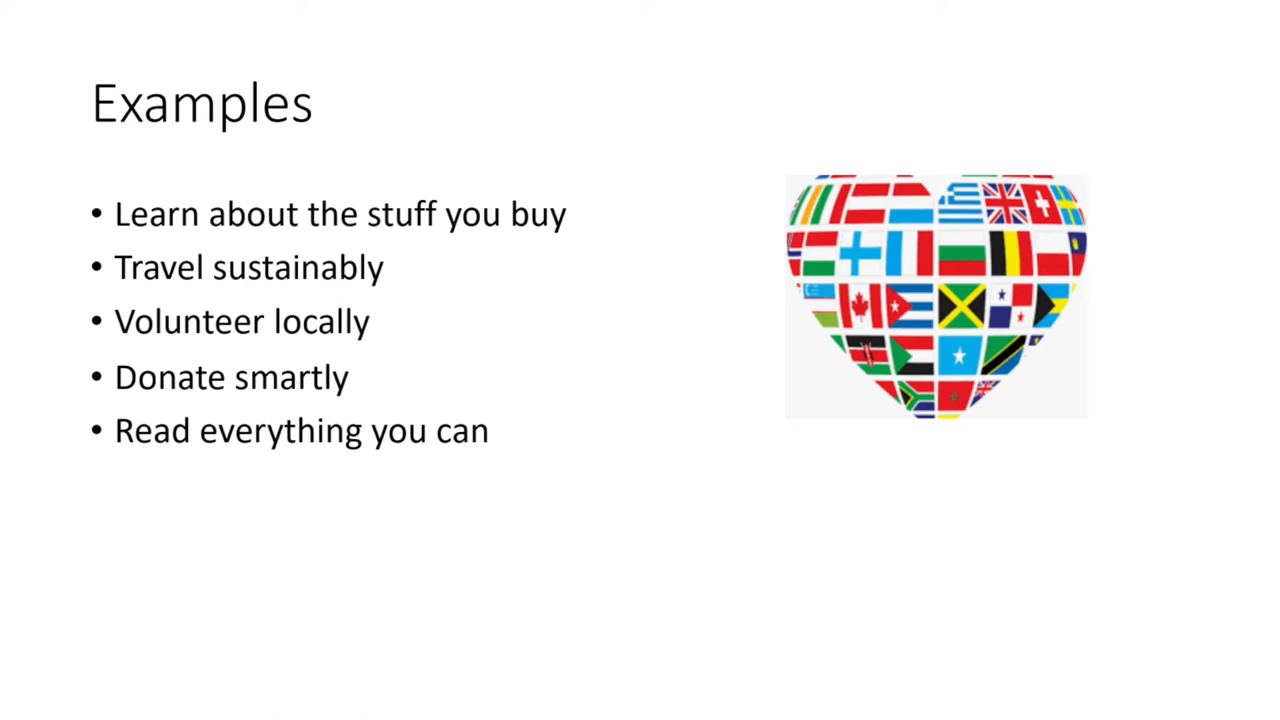 Examples
• Learn about the stuff you buy
• Travel sustainably
• Volunteer locally
• Donate smartly
• Read everything you can